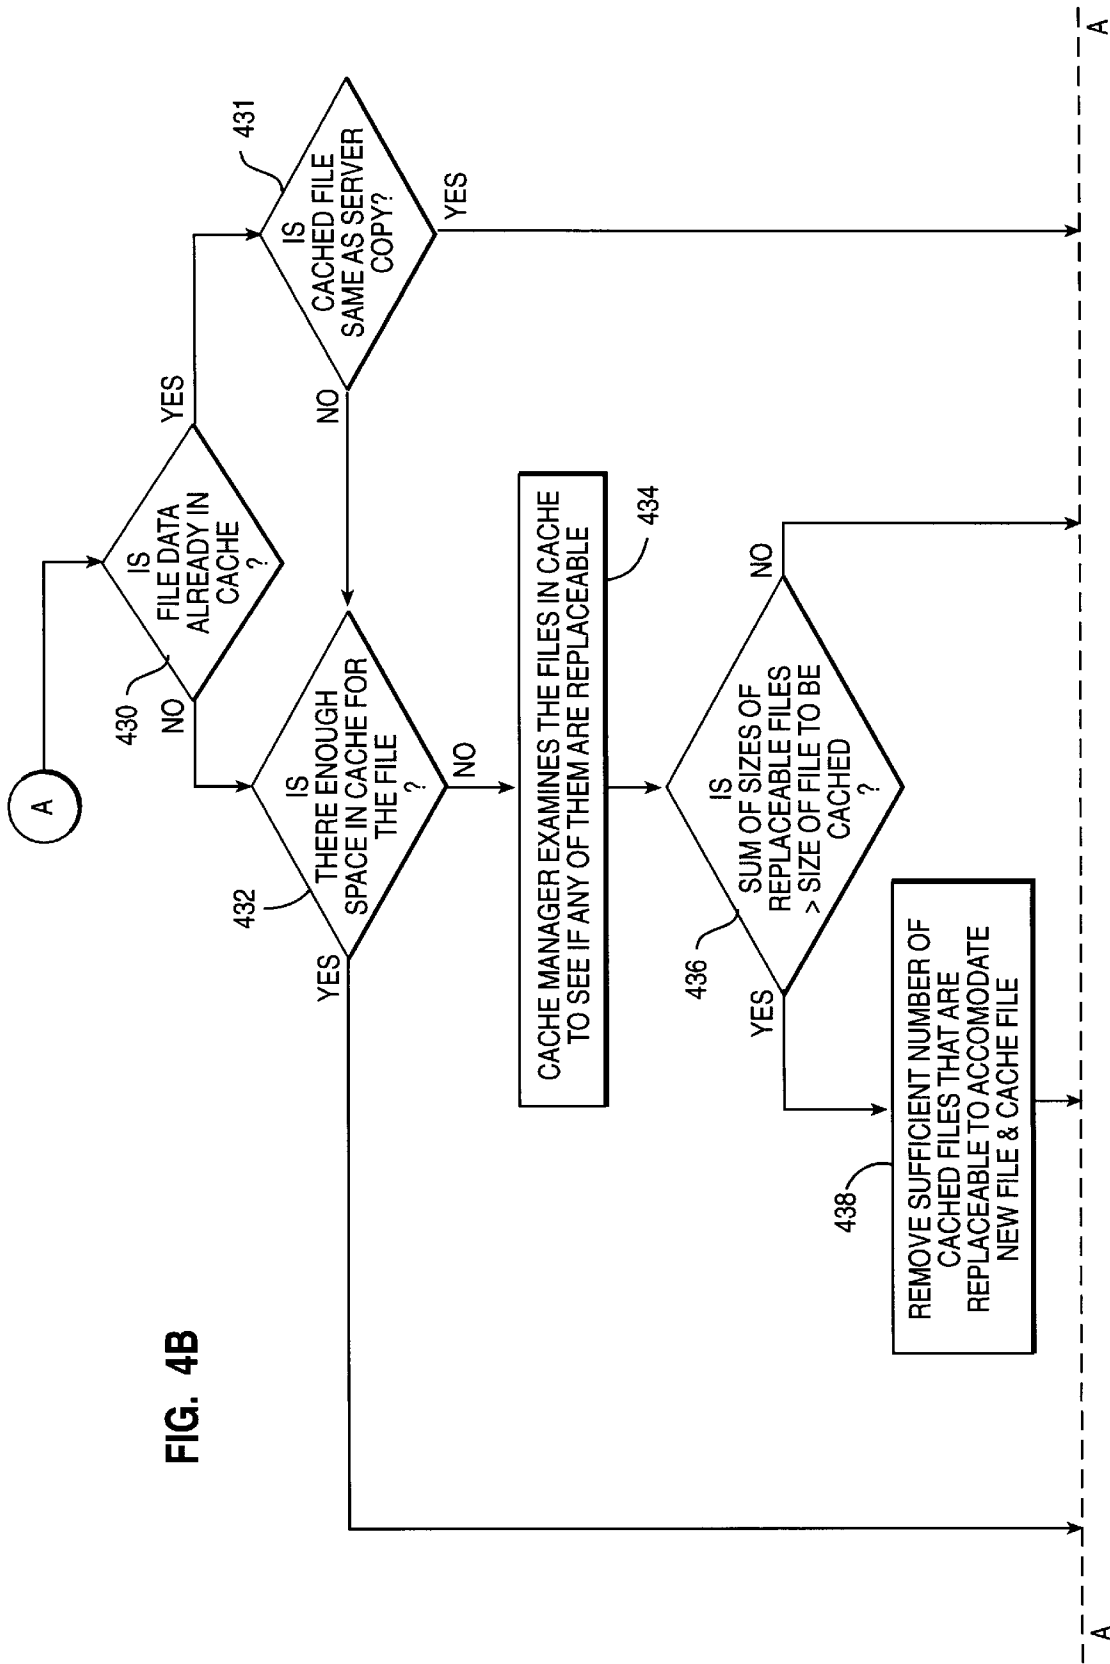 FIG. 4B
A
IS
FILE DATA
ALREADY IN
CACHE
?
430
NO
YES
IS
CACHED FILE
SAME AS SERVER
COPY?
431
NO
YES
IS
THERE ENOUGH
SPACE IN CACHE FOR
THE FILE
?
432
YES
NO
CACHE MANAGER EXAMINES THE FILES IN CACHE
TO SEE IF ANY OF THEM ARE REPLACEABLE
434
IS
SUM OF SIZES OF
REPLACEABLE FILES
> SIZE OF FILE TO BE
CACHED
?
436
YES
NO
REMOVE SUFFICIENT NUMBER OF
CACHED FILES THAT ARE
REPLACEABLE TO ACCOMODATE
NEW FILE & CACHE FILE
438
A
A